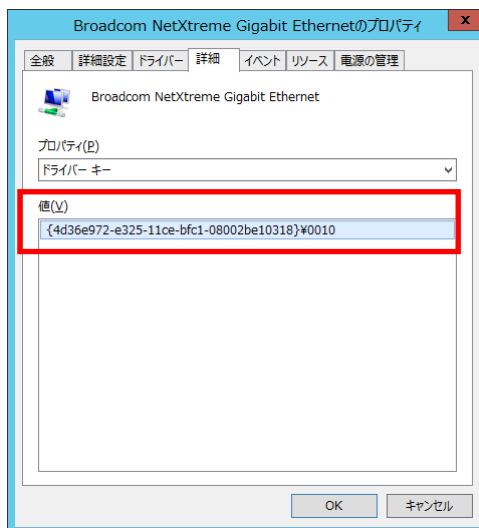 Broadcom NetXtreme Gigabit Ethernetのプロパティ
x
全般 詳細設定 ドライバー 詳細 イベント リソース 電源の管理
Broadcom NetXtreme Gigabit Ethernet
プロパティ(P)
ドライバー キー
値(V)
{4d36e972-e325-11ce-bfc1-08002be10318}¥0010
OK キャンセル